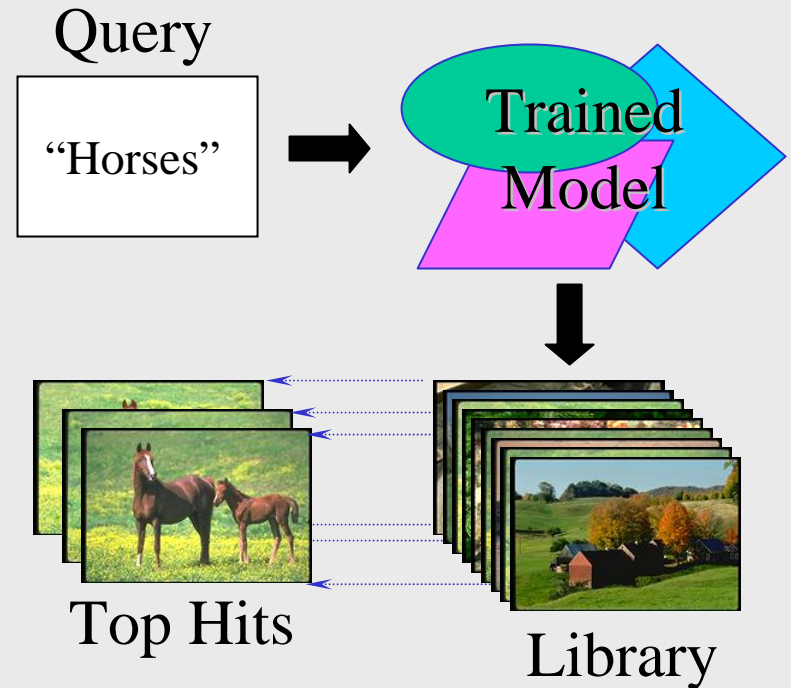 Query
“Horses”
Trained
Model
Top Hits
Library